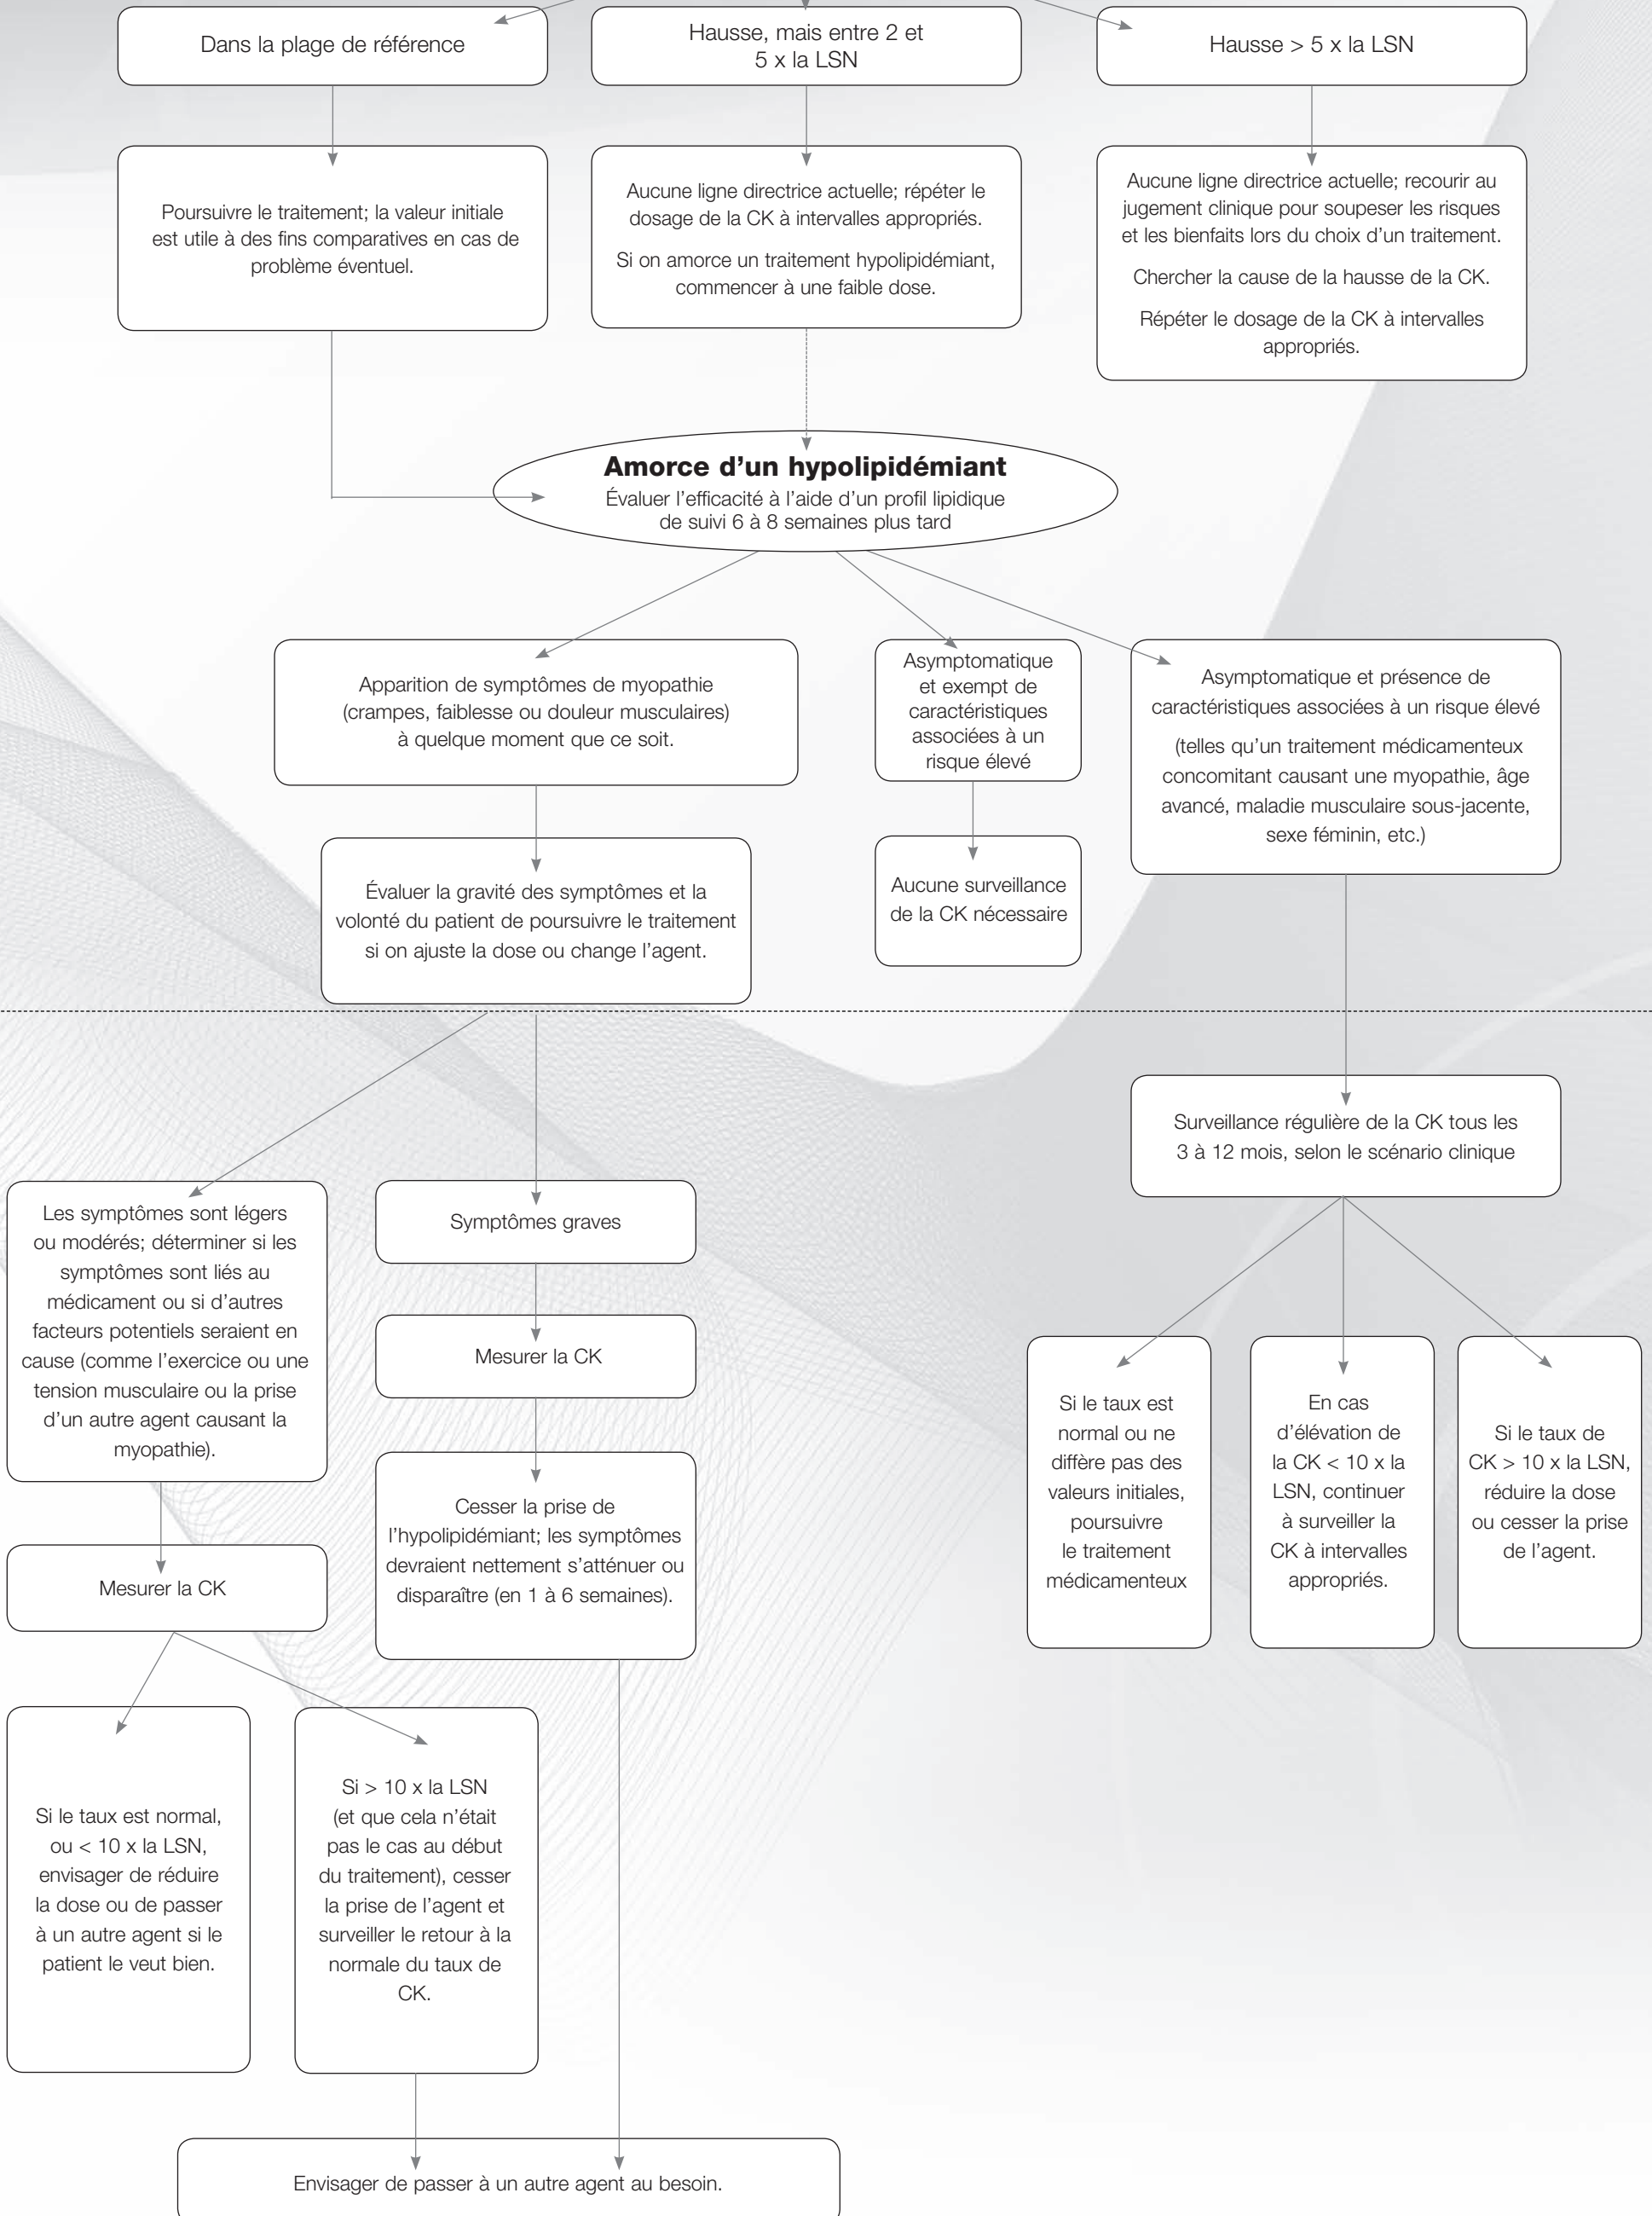 Dans la plage de référence
Hausse, mais entre 2 et
5 x la LSN
Hausse > 5 x la LSN
Poursuivre le traitement; la valeur initiale
est utile à des fins comparatives en cas de
problème éventuel.
Aucune ligne directrice actuelle; répéter le
dosage de la CK à intervalles appropriés.
Si on amorce un traitement hypolipidémiant,
commencer à une faible dose.
Aucune ligne directrice actuelle; recourir au
jugement clinique pour soupeser les risques
et les bienfaits lors du choix d'un traitement.
Chercher la cause de la hausse de la CK.
Répéter le dosage de la CK à intervalles
appropriés.
Amorce d'un hypolipidémiant
Évaluer l'efficacité à l'aide d'un profil lipidique
de suivi 6 à 8 semaines plus tard
Apparition de symptômes de myopathie
(crampes, faiblesse ou douleur musculaires)
à quelque moment que ce soit.
Asymptomatique
et exempt de
caractéristiques
associées à un
risque élevé
Asymptomatique et présence de
caractéristiques associées à un risque élevé
(telles qu'un traitement médicamenteux
concomitant causant une myopathie, âge
avancé, maladie musculaire sous-jacente,
sexe féminin, etc.)
Évaluer la gravité des symptômes et la
volonté du patient de poursuivre le traitement
si on ajuste la dose ou change l'agent.
Aucune surveillance
de la CK nécessaire
Surveillance régulière de la CK tous les
3 à 12 mois, selon le scénario clinique
Les symptômes sont légers
ou modérés; déterminer si les
symptômes sont liés au
médicament ou si d'autres
facteurs potentiels seraient en
cause (comme l'exercice ou une
tension musculaire ou la prise
d'un autre agent causant la
myopathie).
Symptômes graves
Mesurer la CK
Cesser la prise de
l'hypolipidémiant; les symptômes
devraient nettement s'atténuer ou
disparaître (en 1 à 6 semaines).
Si le taux est
normal ou ne
diffère pas des
valeurs initiales,
poursuivre
le traitement
médicamenteux
En cas
d'élévation de
la CK < 10 x la
LSN, continuer
à surveiller la
CK à intervalles
appropriés.
Si le taux de
CK > 10 x la LSN,
réduire la dose
ou cesser la prise
de l'agent.
Mesurer la CK
Si le taux est normal,
ou < 10 x la LSN,
envisager de réduire
la dose ou de passer
à un autre agent si le
patient le veut bien.
Si > 10 x la LSN
(et que cela n'était
pas le cas au début
du traitement), cesser
la prise de l'agent et
surveiller le retour à la
normale du taux de
CK.
Envisager de passer à un autre agent au besoin.